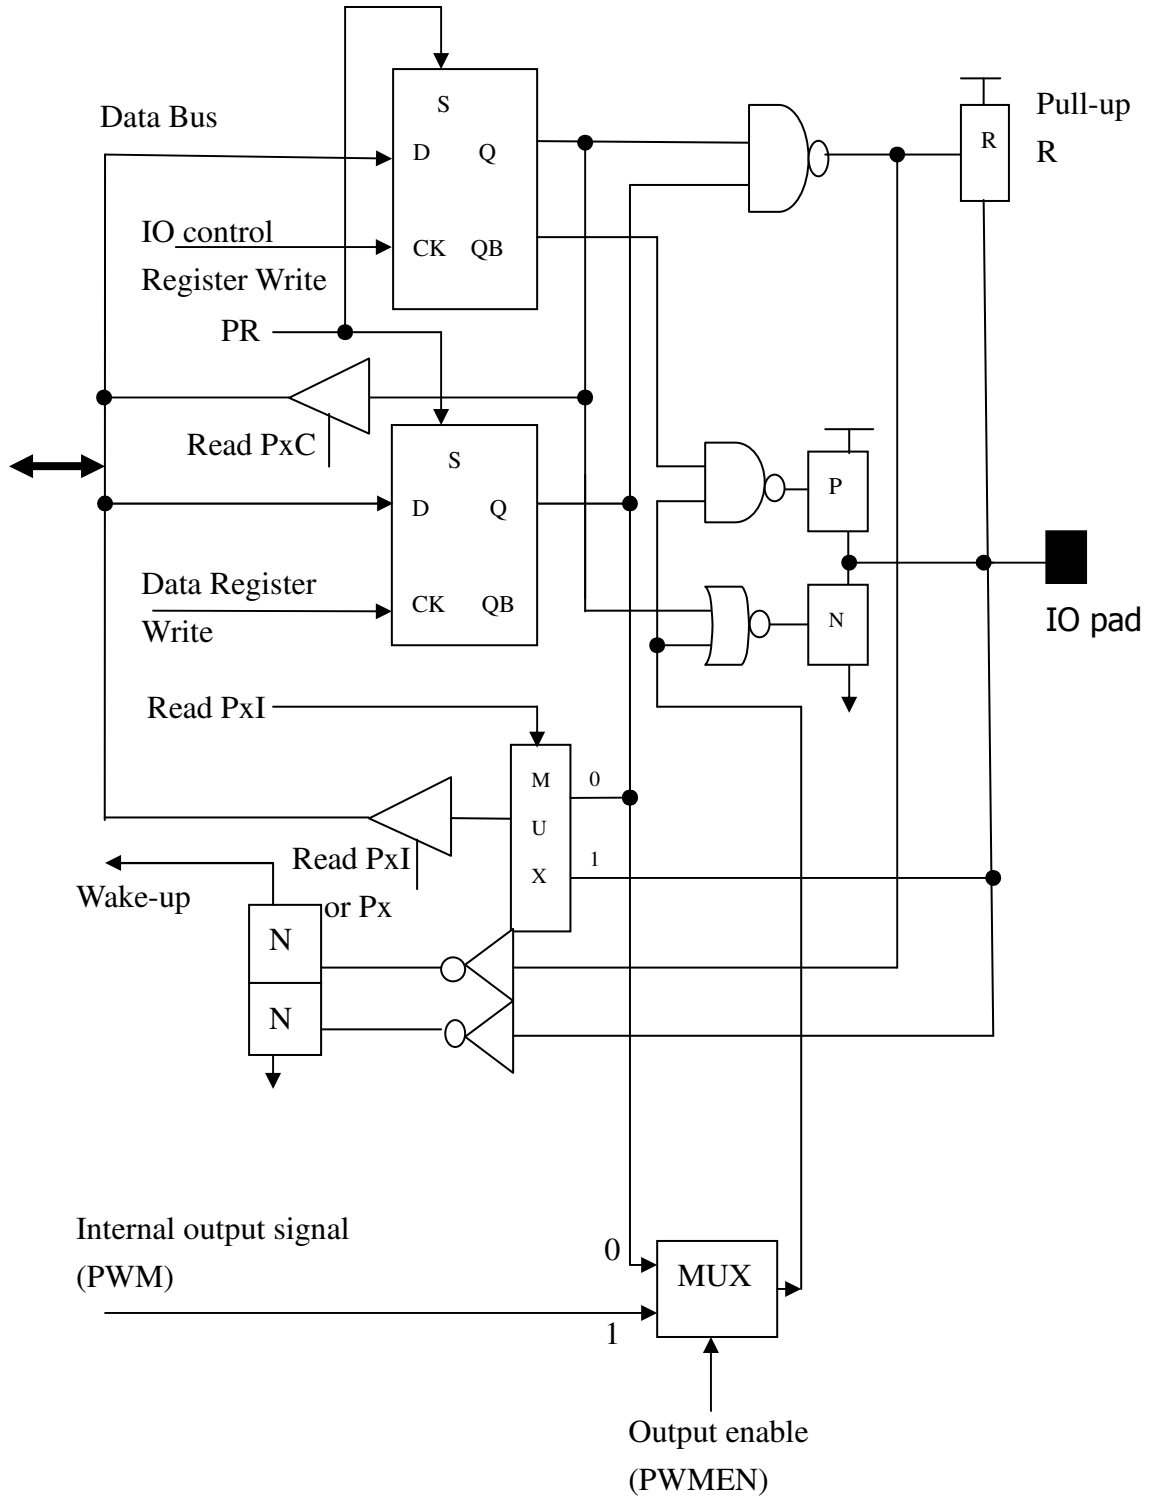 S
Data Bus
D Q
R
Pull-up
R
IO control
Register Write
CK QB
PR
Read PxC
S
D Q
P
Data Register
Write
CK QB
N
IO pad
Read PxI
M
U
X
0
1
Read PxI
or Px
Wake-up
N
N
Internal output signal
(PWM)
0
1
MUX
Output enable
(PWMEN)